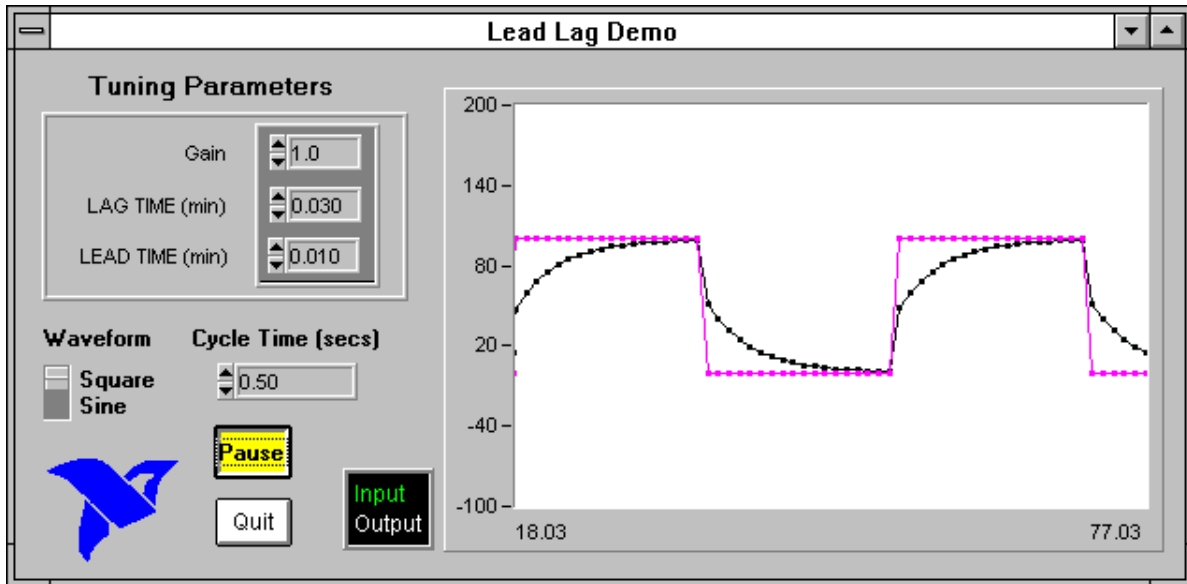 Lead Lag Demo
Tuning Parameters
Gain 1.0
LAG TIME (min) 0.030
LEAD TIME (min) 0.010
Waveform
Square
Sine
Cycle Time (secs)
0.50
Pause
Quit
Input
Output
200
140
80
20
-40
-100
18.03 77.03